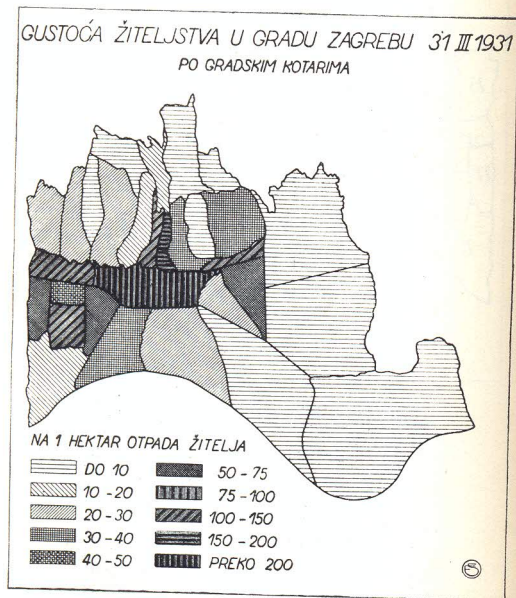 GUSTOĆA ŽITELJSTVA U GRADU ZAGREBU 31 III 1931
PO GRADSKIM KOTARIMA
NA 1 HEKTAR OTPADA ŽITELJA
DO 10
10 - 20
20 - 30
30 - 40
40 - 50
50 - 75
75 - 100
100 - 150
150 - 200
PREKO 200